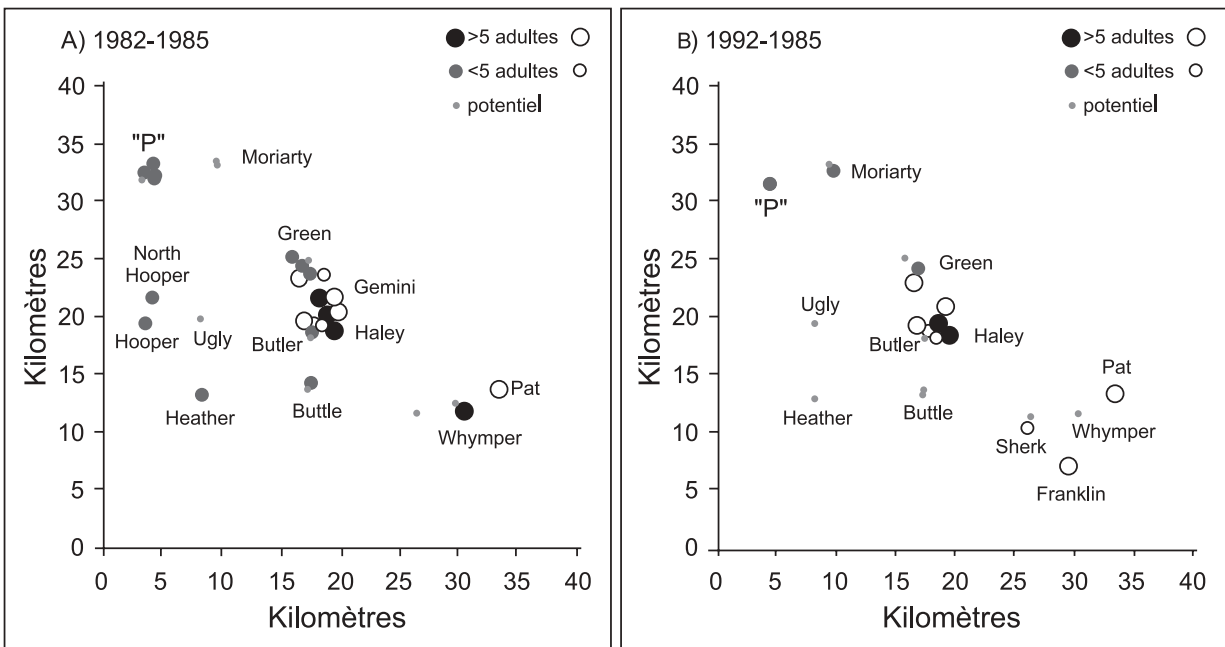 A) 1982-1985
>5 adultes
<5 adultes
potentiel
40
35
30
25
20
15
10
5
0
Kilomètres
"P"
Moriarty
Green
North
Hooper
Gemini
Hooper
Ugly
Butler
Haley
Heather
Buttle
Pat
Whymper
0 5 10 15 20 25 30 35 40
Kilomètres
B) 1992-1985
>5 adultes
<5 adultes
potentiel
40
35
30
25
20
15
10
5
0
Kilomètres
Moriarty
"P"
Green
Ugly
Butler
Haley
Pat
Heather
Buttle
Sherk
Whymper
Franklin
0 5 10 15 20 25 30 35 40
Kilomètres